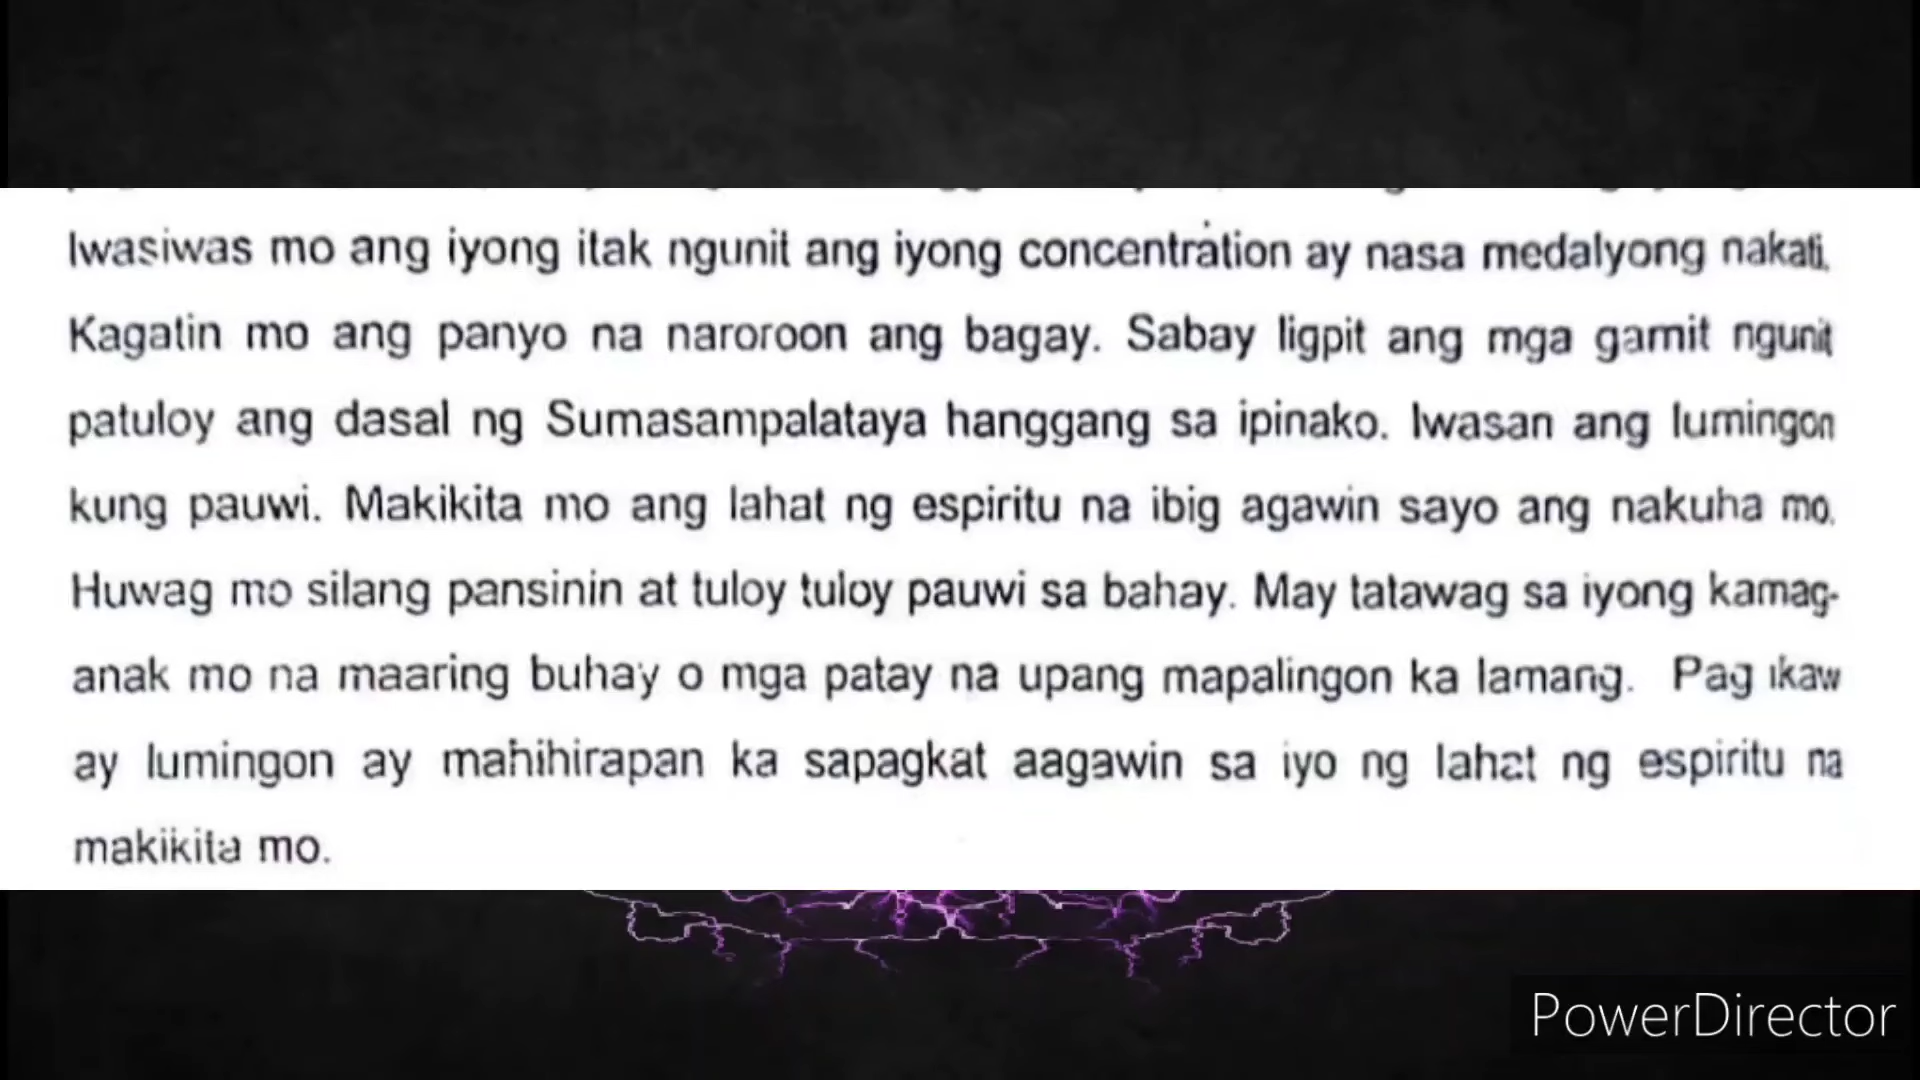 Iwasiwas mo ang iyong itak ngunit ang iyong concentration ay nasa medalyong nakati.
Kagatin mo ang panyo na naroroon ang bagay. Sabay ligpit ang mga gamit ngunit
patuloy ang dasal ng Sumasampalataya hanggang sa ipinako. Iwasan ang lumingon
kung pauwi. Makikita mo ang lahat ng espiritu na ibig agawin sayo ang nakuha mo.
Huwag mo silang pansinin at tuloy tuloy pauwi sa bahay. May tatawag sa iyong kamag-
anak mo na maaring buhay o mga patay na upang mapalingon ka lamang. Pag ikaw
ay lumingon ay mahihirapan ka sapagkat aagawin sa iyo ng lahat ng espiritu na
makikita mo.
PowerDirector